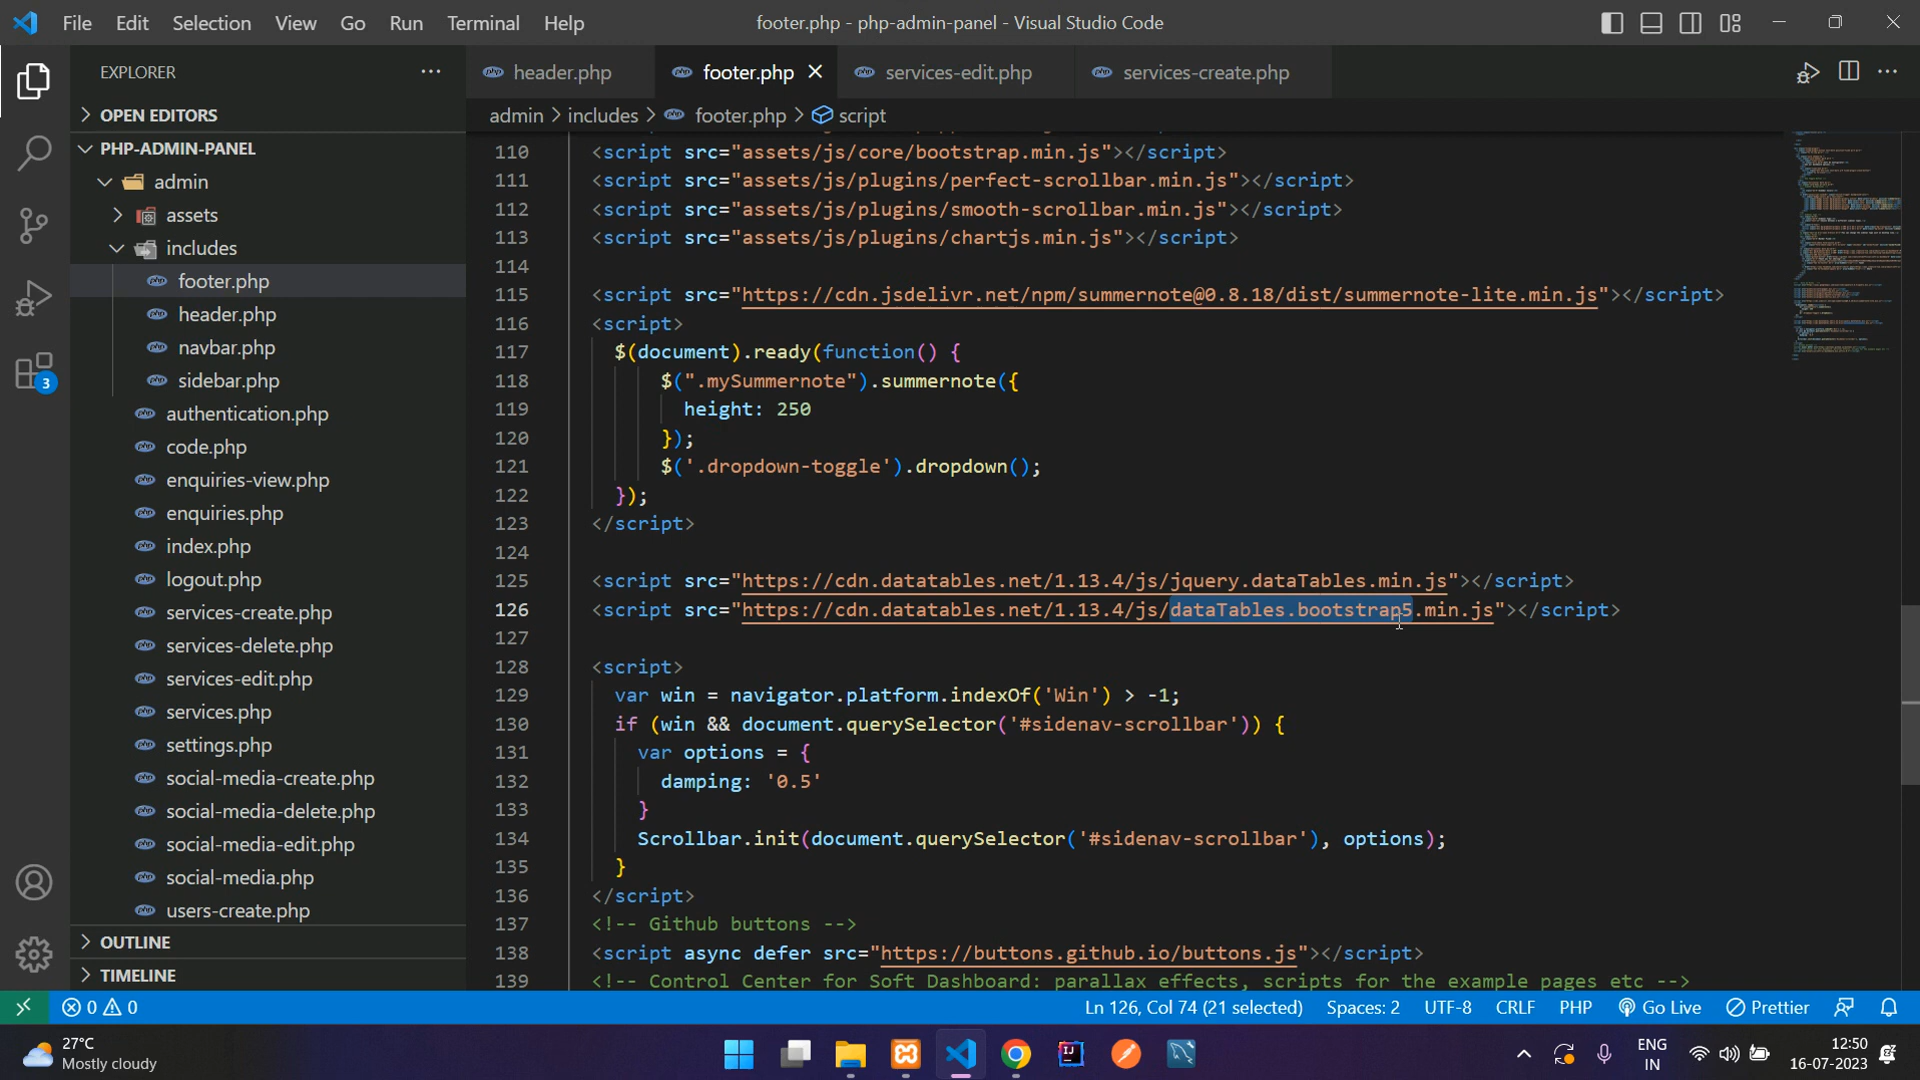 File Edit Selection View Go Run Terminal Help
footer.php - php-admin-panel - Visual Studio Code
EXPLORER
header.php
footer.php
services-edit.php
services-create.php
OPEN EDITORS
admin > includes > footer.php > script
PHP-ADMIN-PANEL
admin
assets
includes
footer.php
header.php
navbar.php
sidebar.php
authentication.php
code.php
enquiries-view.php
enquiries.php
index.php
logout.php
services-create.php
services-delete.php
services-edit.php
services.php
settings.php
social-media-create.php
social-media-delete.php
social-media-edit.php
social-media.php
users-create.php
OUTLINE
TIMELINE
3
110 <script src="assets/js/core/bootstrap.min.js"></script>
111 <script src="assets/js/plugins/perfect-scrollbar.min.js"></script>
112 <script src="assets/js/plugins/smooth-scrollbar.min.js"></script>
113 <script src="assets/js/plugins/chartjs.min.js"></script>
114
115 <script src="https://cdn.jsdelivr.net/npm/summernote@0.8.18/dist/summernote-lite.min.js"></script>
116 <script>
117 $(document).ready(function() {
118 $(".mySummernote").summernote({
119 height: 250
120 });
121 $('.dropdown-toggle').dropdown();
122 });
123 </script>
124
125 <script src="https://cdn.datatables.net/1.13.4/js/jquery.dataTables.min.js"></script>
126 <script src="https://cdn.datatables.net/1.13.4/js/dataTables.bootstrap5.min.js"></script>
127
128 <script>
129 var win = navigator.platform.indexOf('Win') > -1;
130 if (win && document.querySelector('#sidenav-scrollbar')) {
131 var options = {
132 damping: '0.5'
133 }
134 Scrollbar.init(document.querySelector('#sidenav-scrollbar'), options);
135 }
136 </script>
137 <!-- Github buttons -->
138 <script async defer src="https://buttons.github.io/buttons.js"></script>
139 <!-- Control Center for Soft Dashboard: parallax effects, scripts for the example pages etc -->
0 0
Ln 126, Col 74 (21 selected) Spaces: 2 UTF-8 CRLF PHP Go Live Prettier
27°C
Mostly cloudy
ENG
IN
12:50
16-07-2023